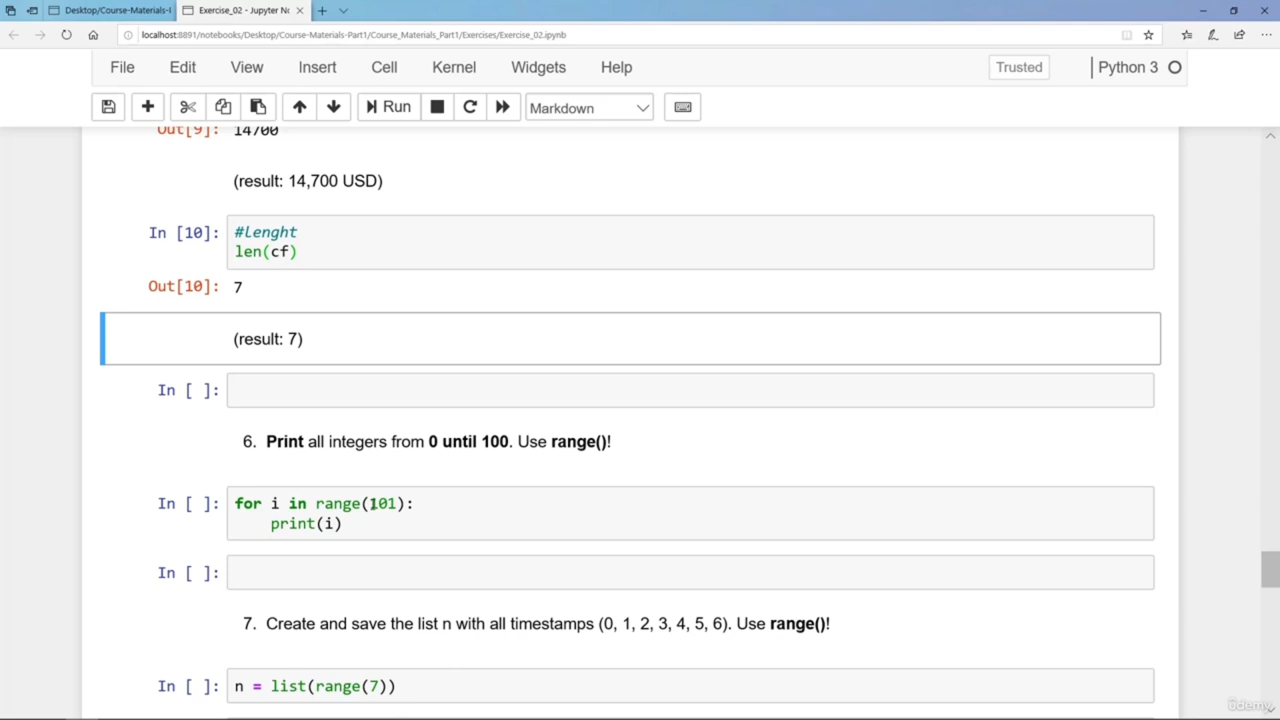 Desktop/Course-Materials-I
Exercise_02 - Jupyter No
localhost:8891/notebooks/Desktop/Course-Materials-Part1/Course_Materials_Part1/Exercises/Exercise_02.ipynb
File Edit View Insert Cell Kernel Widgets Help Trusted Python 3
Run Markdown
Out[9]: 14700
(result: 14,700 USD)
In [10]: #lenght
len(cf)
Out[10]: 7
(result: 7)
In [ ]:
6. Print all integers from 0 until 100. Use range()!
In [ ]: for i in range(101):
print(i)
In [ ]:
7. Create and save the list n with all timestamps (0, 1, 2, 3, 4, 5, 6). Use range()!
In [ ]: n = list(range(7))
ûdemy